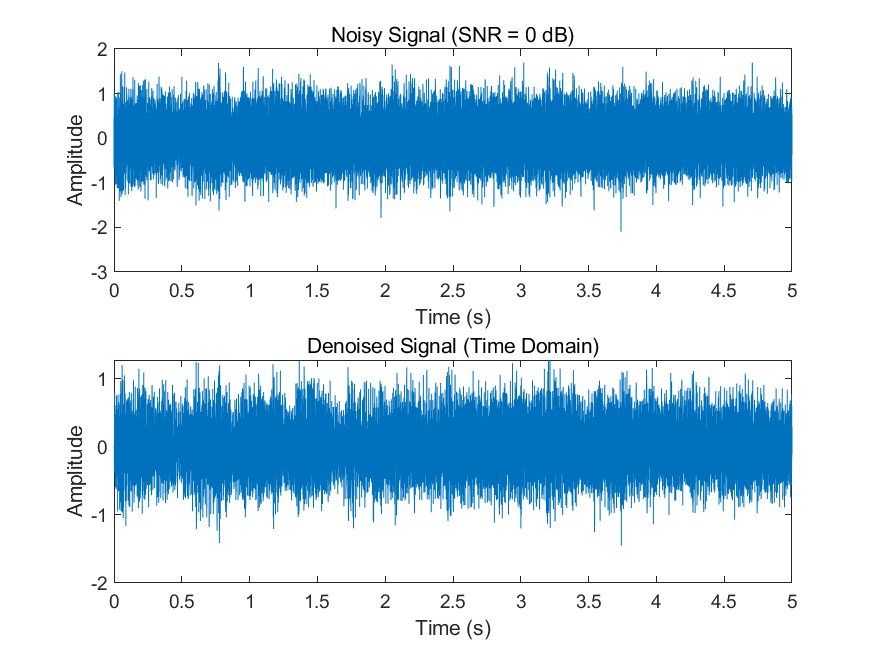 Noisy Signal (SNR = 0 dB)
2
1
0
-1
-2
-3
Amplitude
0 0.5 1 1.5 2 2.5 3 3.5 4 4.5 5
Time (s)
Denoised Signal (Time Domain)
1
0
-1
-2
Amplitude
0 0.5 1 1.5 2 2.5 3 3.5 4 4.5 5
Time (s)